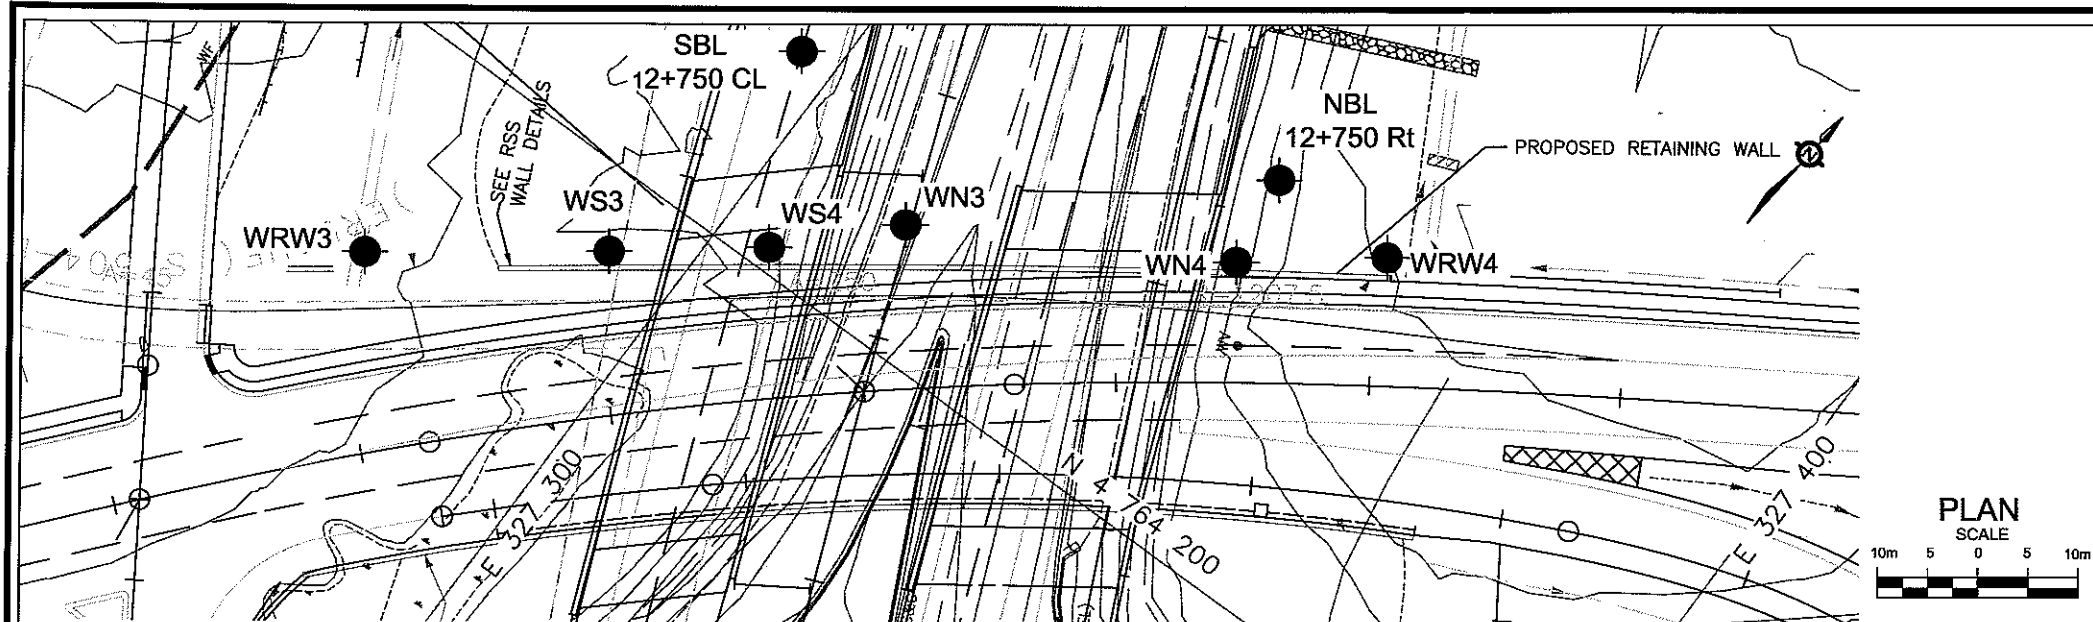 SBL
12+750 CL
NBL
12+750 Rt
PROPOSED RETAINING WALL
SEE RSS
WALL DETAILS
WF
N
WRW3
WS3
WS4
WN3
WN4
WRW4
E 327 300
N 4 764 200
E 327 400
PLAN
SCALE
10m 5 0 5 10m